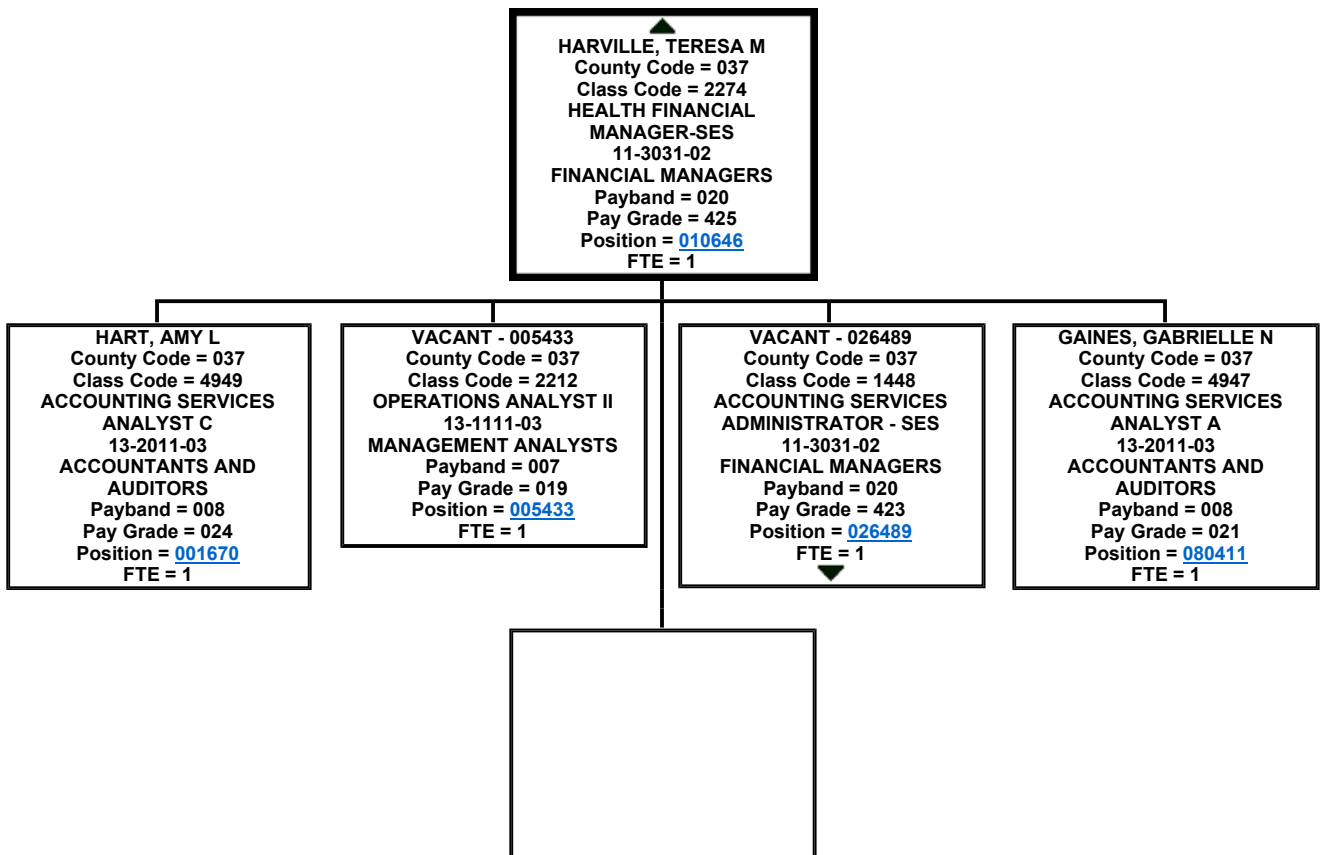 HARVILLE, TERESA M
County Code = 037
Class Code = 2274
HEALTH FINANCIAL
MANAGER-SES
11-3031-02
FINANCIAL MANAGERS
Payband = 020
Pay Grade = 425
Position = 010646
FTE = 1
HART, AMY L
County Code = 037
Class Code = 4949
ACCOUNTING SERVICES
ANALYST C
13-2011-03
ACCOUNTANTS AND
AUDITORS
Payband = 008
Pay Grade = 024
Position = 001670
FTE = 1
VACANT - 005433
County Code = 037
Class Code = 2212
OPERATIONS ANALYST II
13-1111-03
MANAGEMENT ANALYSTS
Payband = 007
Pay Grade = 019
Position = 005433
FTE = 1
VACANT - 026489
County Code = 037
Class Code = 1448
ACCOUNTING SERVICES
ADMINISTRATOR - SES
11-3031-02
FINANCIAL MANAGERS
Payband = 020
Pay Grade = 423
Position = 026489
FTE = 1
GAINES, GABRIELLE N
County Code = 037
Class Code = 4947
ACCOUNTING SERVICES
ANALYST A
13-2011-03
ACCOUNTANTS AND
AUDITORS
Payband = 008
Pay Grade = 021
Position = 080411
FTE = 1